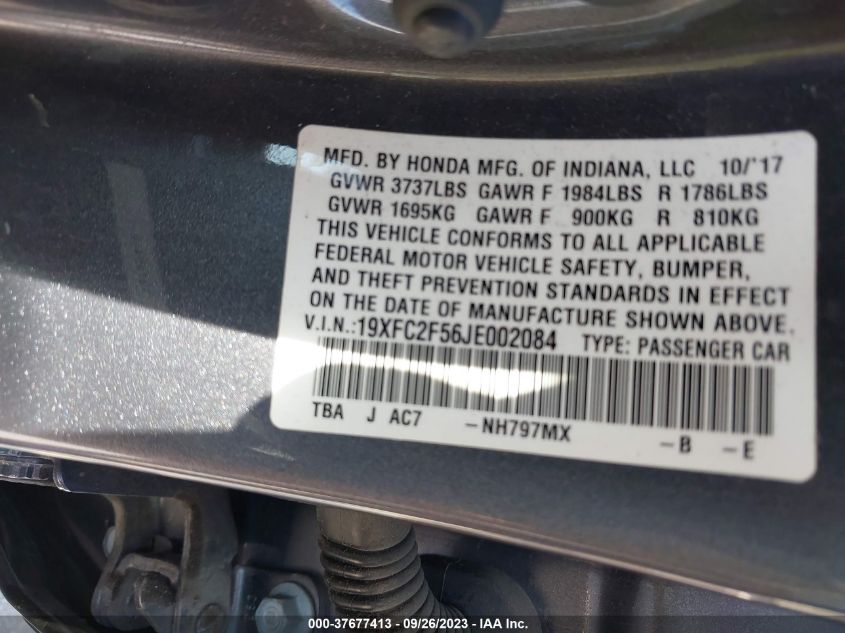 MFD. BY HONDA MFG. OF INDIANA, LLC 10/'17
GVWR 3737LBS GAWR F 1984LBS R 1786LBS
GVWR 1695KG GAWR F 900KG R 810KG
THIS VEHICLE CONFORMS TO ALL APPLICABLE
FEDERAL MOTOR VEHICLE SAFETY, BUMPER,
AND THEFT PREVENTION STANDARDS IN EFFECT
ON THE DATE OF MANUFACTURE SHOWN ABOVE.
V.I.N.:19XFC2F56JE002084 TYPE: PASSENGER CAR
TBA J AC7 -NH797MX -B -E
000-37677413 - 09/26/2023 - IAAI.com